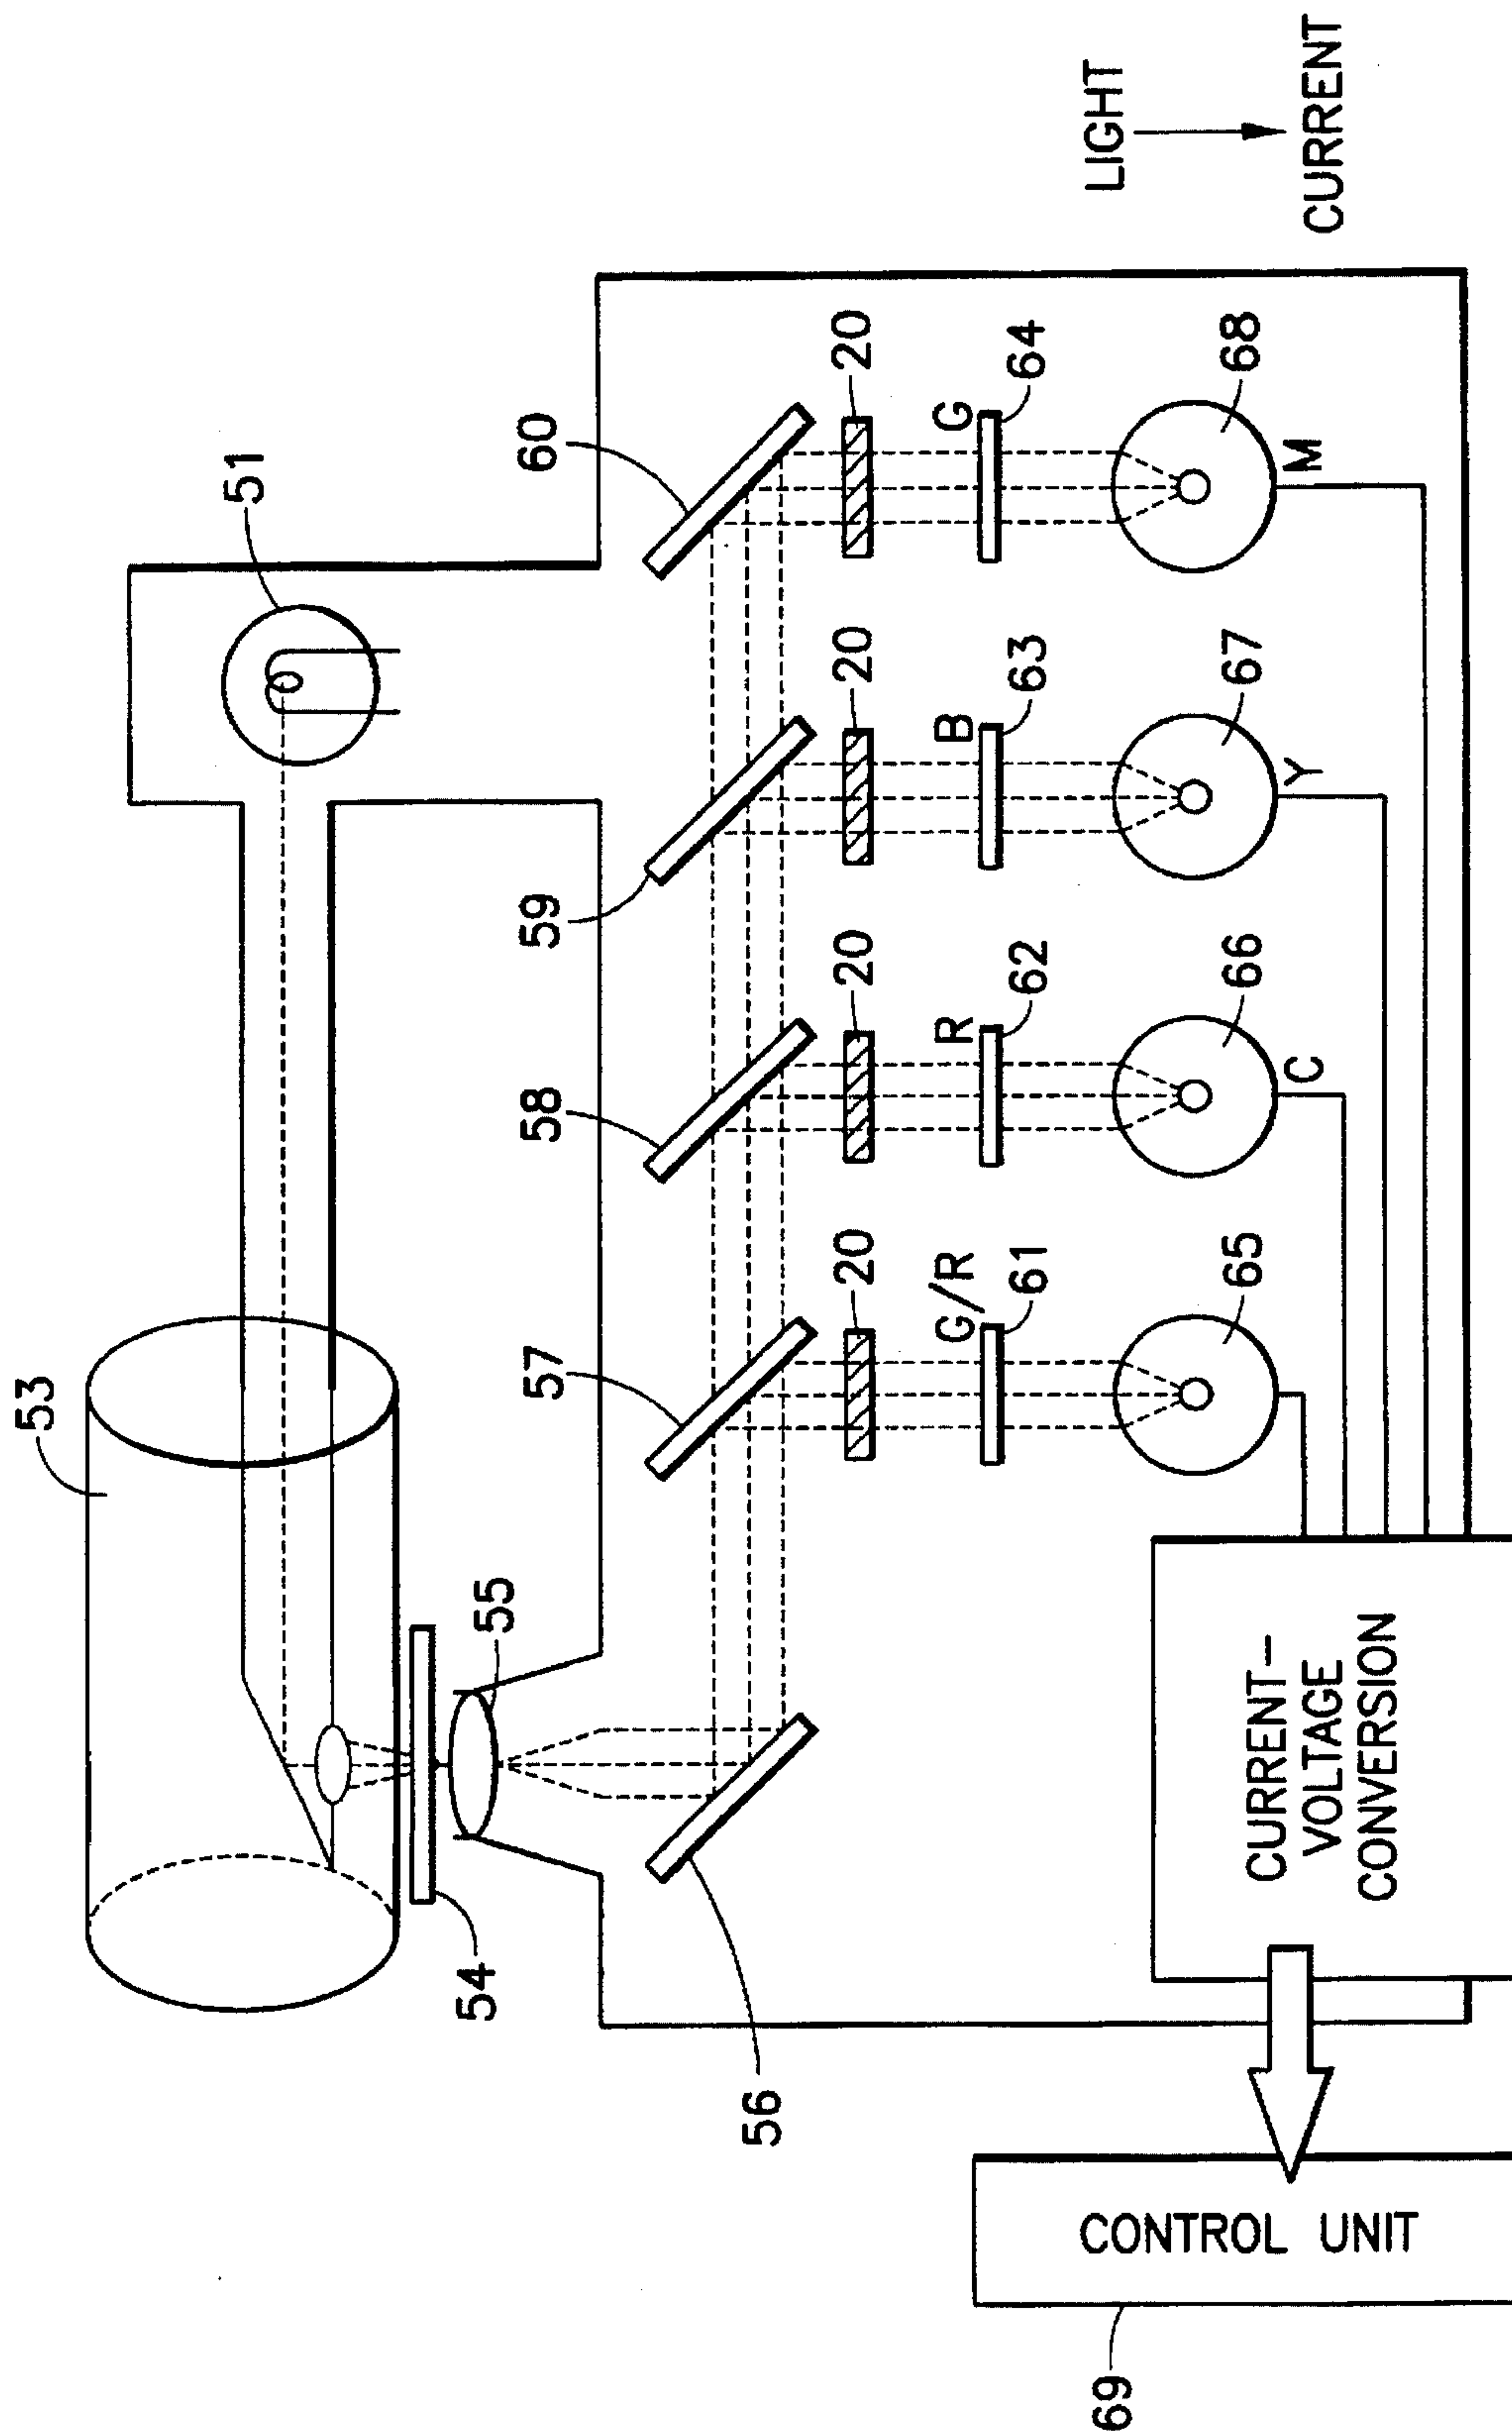 53
51
LIGHT
CURRENT
54
55
56
57
58
59
60
20
20
20
20
G/R
R
B
G
61
62
63
64
65
66
67
68
C
Y
M
CURRENT-
VOLTAGE
CONVERSION
CONTROL UNIT
69